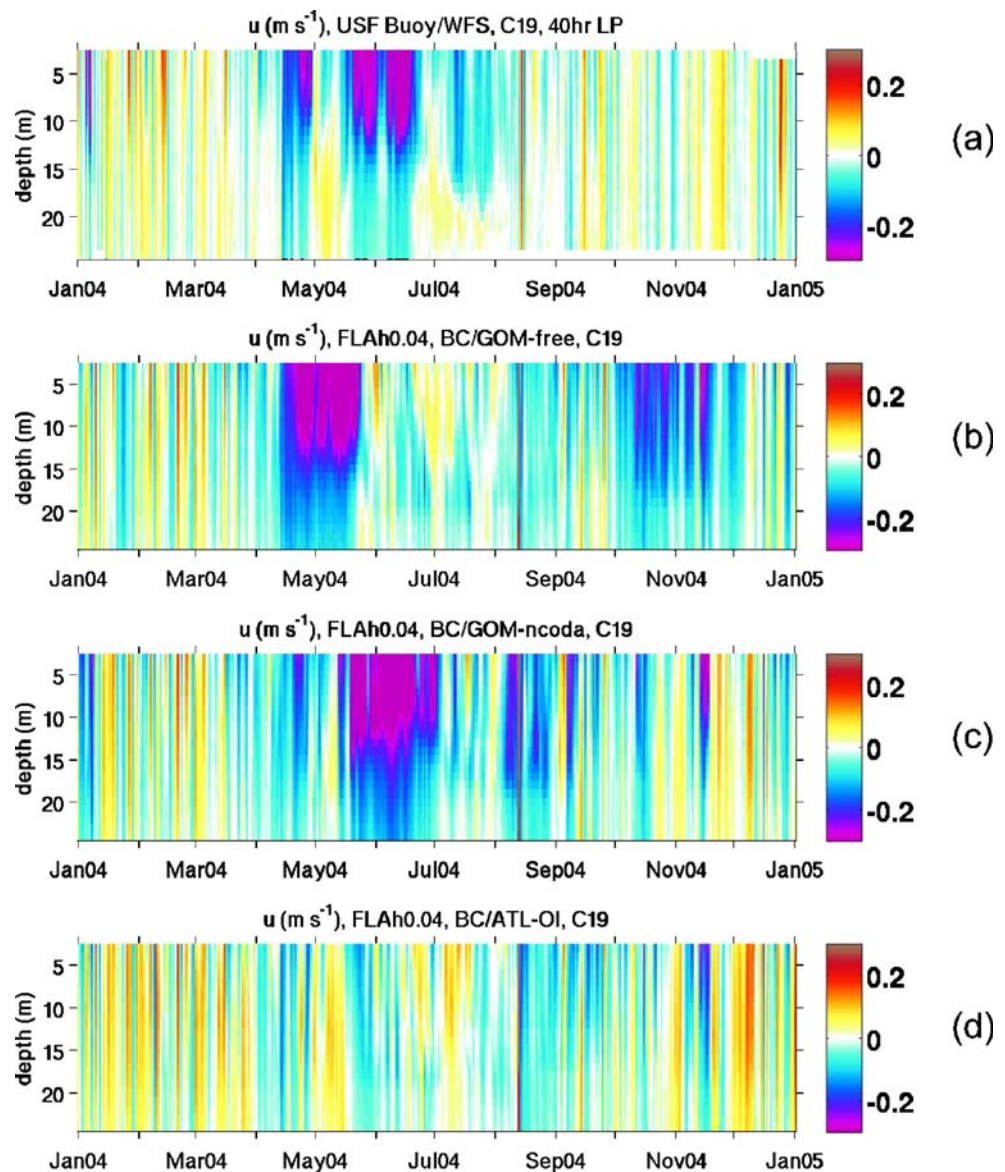 u (m s⁻¹), USF Buoy/WFS, C19, 40hr LP
depth (m)
5
10
15
20
Jan04 Mar04 May04 Jul04 Sep04 Nov04 Jan05
0.2
0
-0.2
(a)
u (m s⁻¹), FLAh0.04, BC/GOM-free, C19
depth (m)
5
10
15
20
Jan04 Mar04 May04 Jul04 Sep04 Nov04 Jan05
0.2
0
-0.2
(b)
u (m s⁻¹), FLAh0.04, BC/GOM-ncoda, C19
depth (m)
5
10
15
20
Jan04 Mar04 May04 Jul04 Sep04 Nov04 Jan05
0.2
0
-0.2
(c)
u (m s⁻¹), FLAh0.04, BC/ATL-OI, C19
depth (m)
5
10
15
20
Jan04 Mar04 May04 Jul04 Sep04 Nov04 Jan05
0.2
0
-0.2
(d)